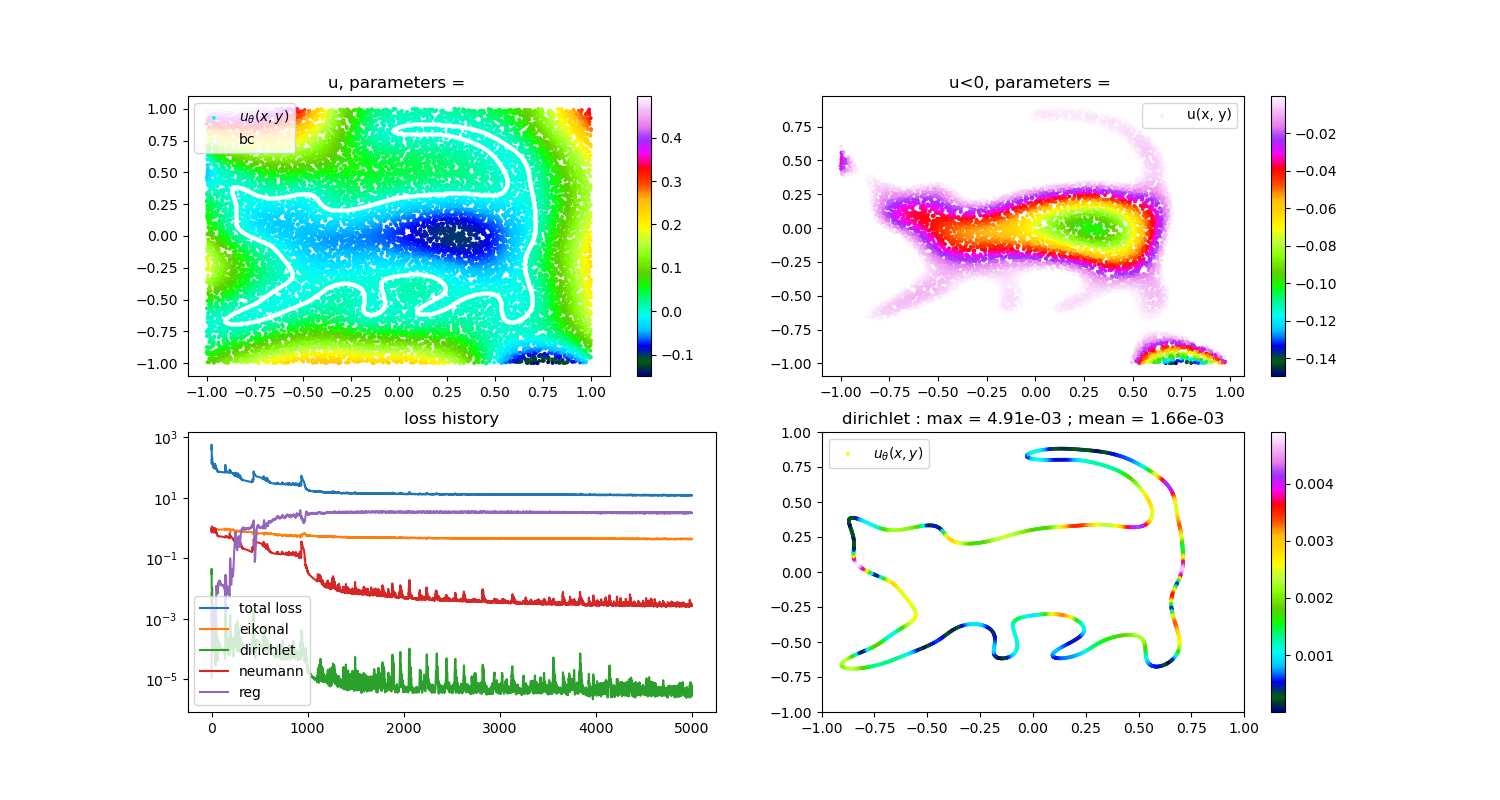 u, parameters =
1.00
0.75
0.50
0.25
0.00
−0.25
−0.50
−0.75
−1.00
−1.00 −0.75 −0.50 −0.25 0.00 0.25 0.50 0.75 1.00
uθ(x, y)
bc
0.4
0.3
0.2
0.1
0.0
−0.1
u<0, parameters =
0.75
0.50
0.25
0.00
−0.25
−0.50
−0.75
−1.00
−1.00 −0.75 −0.50 −0.25 0.00 0.25 0.50 0.75 1.00
u(x, y)
−0.02
−0.04
−0.06
−0.08
−0.10
−0.12
−0.14
loss history
10³
10¹
10⁻¹
10⁻³
10⁻⁵
0 1000 2000 3000 4000 5000
total loss
eikonal
dirichlet
neumann
reg
dirichlet : max = 4.91e-03 ; mean = 1.66e-03
1.00
0.75
0.50
0.25
0.00
−0.25
−0.50
−0.75
−1.00
−1.00 −0.75 −0.50 −0.25 0.00 0.25 0.50 0.75 1.00
uθ(x, y)
0.004
0.003
0.002
0.001